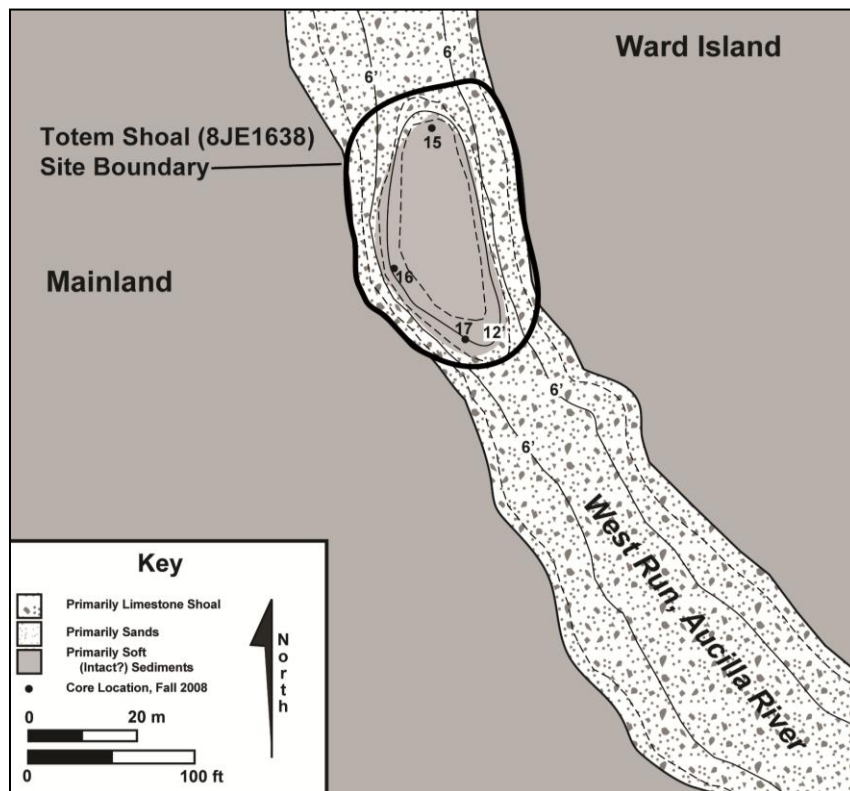 Ward Island
6'
6'
Totem Shoal (8JE1638)
Site Boundary
15
Mainland
16
17
12'
6'
6'
West Run, Aucilla River
Key
Primarily Limestone Shoal
Primarily Sands
Primarily Soft
(Intact?) Sediments
Core Location, Fall 2008
North
0 20 m
0 100 ft